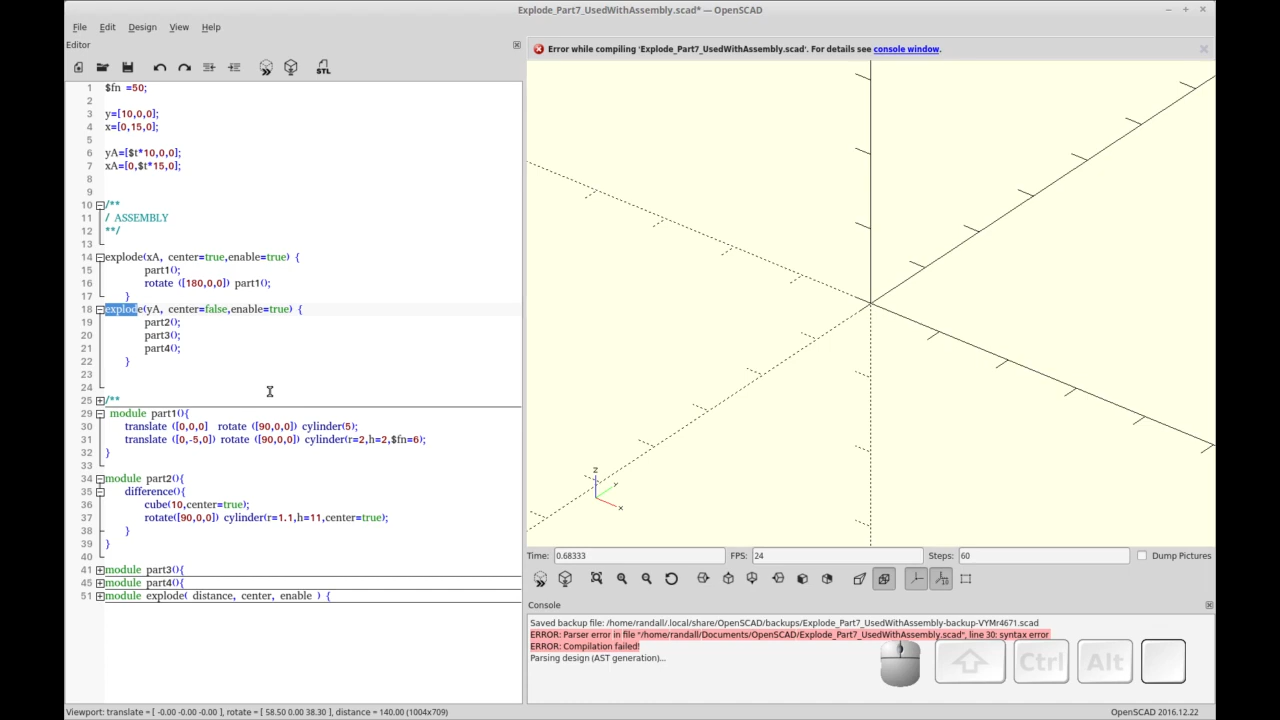 Explode_Part7_UsedWithAssembly.scad* — OpenSCAD
File Edit Design View Help
Editor
STL
1 $fn =50;
2
3 y=[10,0,0];
4 x=[0,15,0];
5
6 yA=[$t*10,0,0];
7 xA=[0,$t*15,0];
8
9
10 /**
11 / ASSEMBLY
12 **/
13
14 explode(xA, center=true,enable=true) {
15 part1();
16 rotate ([180,0,0]) part1();
17 }
18 explode(yA, center=false,enable=true) {
19 part2();
20 part3();
21 part4();
22 }
23
24
25 /**
29 module part1(){
30 translate ([0,0,0] rotate ([90,0,0]) cylinder(5);
31 translate ([0,-5,0]) rotate ([90,0,0]) cylinder(r=2,h=2,$fn=6);
32 }
33
34 module part2(){
35 difference(){
36 cube(10,center=true);
37 rotate([90,0,0]) cylinder(r=1.1,h=11,center=true);
38 }
39 }
40
41 module part3(){
45 module part4(){
51 module explode( distance, center, enable ) {
Error while compiling 'Explode_Part7_UsedWithAssembly.scad'. For details see console window.
z
y
x
Time: 0.68333 FPS: 24 Steps: 60 Dump Pictures
Console
Saved backup file: /home/randall/.local/share/OpenSCAD/backups/Explode_Part7_UsedWithAssembly-backup-VYMr4671.scad
ERROR: Parser error in file "/home/randall/Documents/OpenSCAD/Explode_Part7_UsedWithAssembly.scad", line 30: syntax error
ERROR: Compilation failed!
Parsing design (AST generation)...
Ctrl Alt
Viewport: translate = [ -0.00 -0.00 -0.00 ], rotate = [ 58.50 0.00 38.30 ], distance = 140.00 (1004x709)
OpenSCAD 2016.12.22